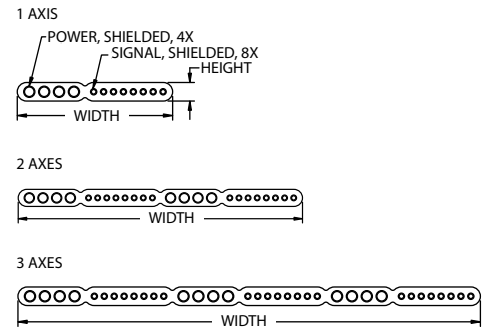 1 AXIS
POWER, SHIELDED, 4X
SIGNAL, SHIELDED, 8X
HEIGHT
WIDTH
2 AXES
WIDTH
3 AXES
WIDTH